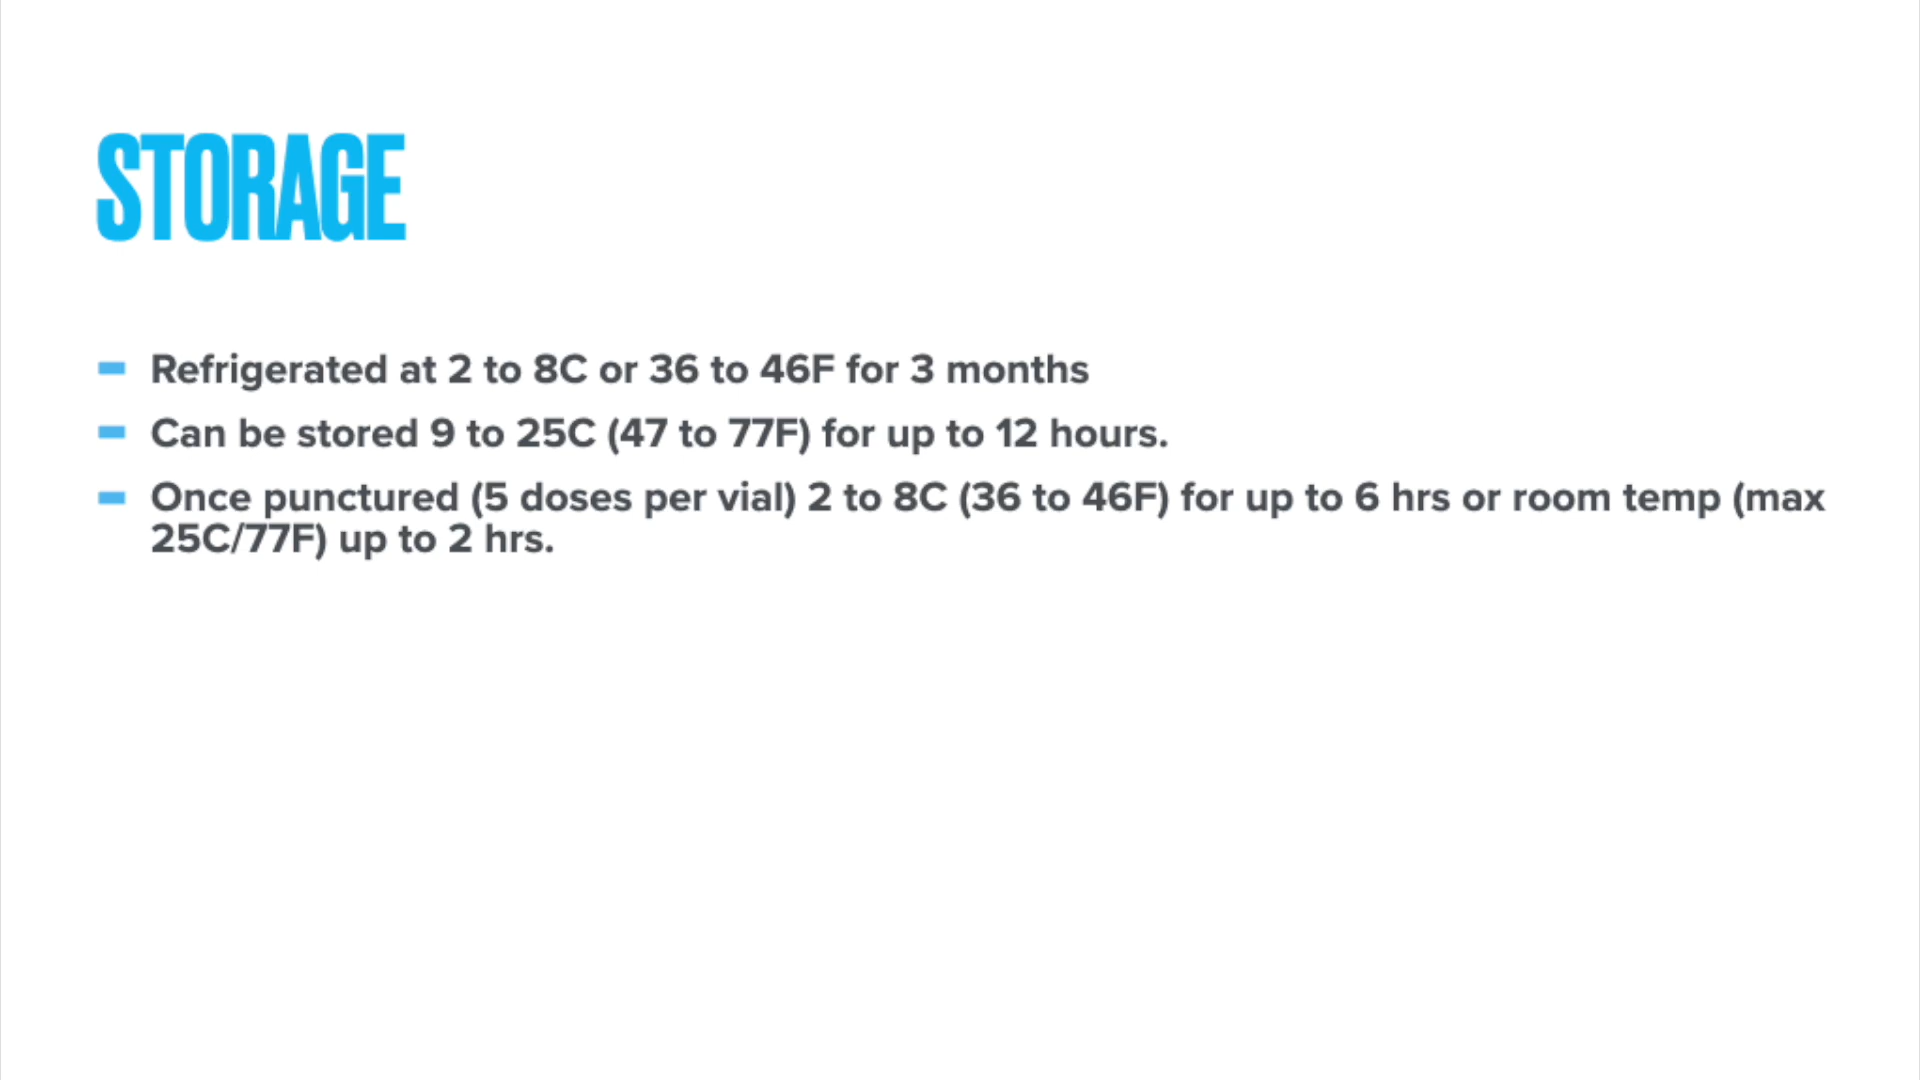 STORAGE
Refrigerated at 2 to 8C or 36 to 46F for 3 months
Can be stored 9 to 25C (47 to 77F) for up to 12 hours.
Once punctured (5 doses per vial) 2 to 8C (36 to 46F) for up to 6 hrs or room temp (max
25C/77F) up to 2 hrs.